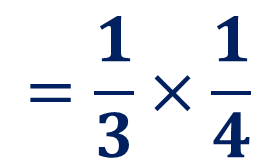 = 1/3 × 1/4